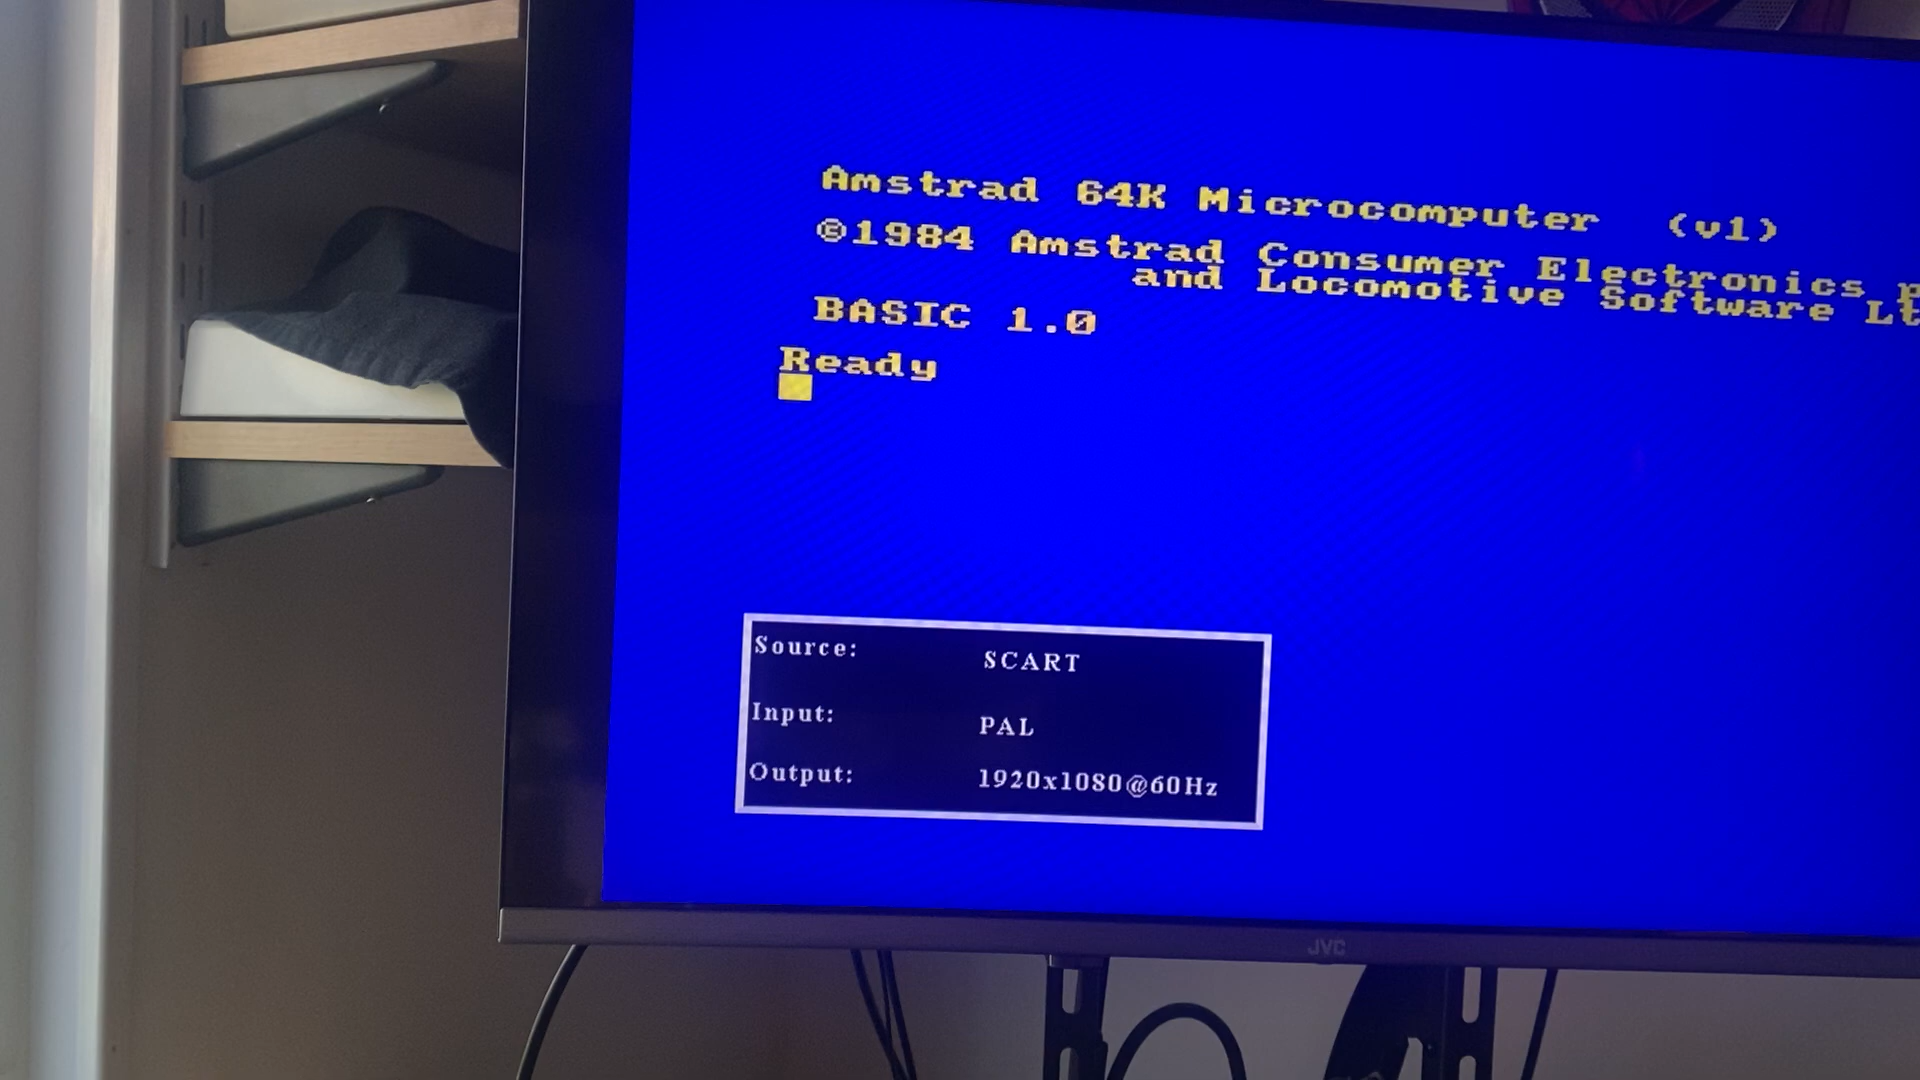 Amstrad 64K Microcomputer (v1)
©1984 Amstrad Consumer Electronics p
and Locomotive Software Lt
BASIC 1.0
Ready
Source: SCART
Input: PAL
Output: 1920x1080@60Hz
JVC